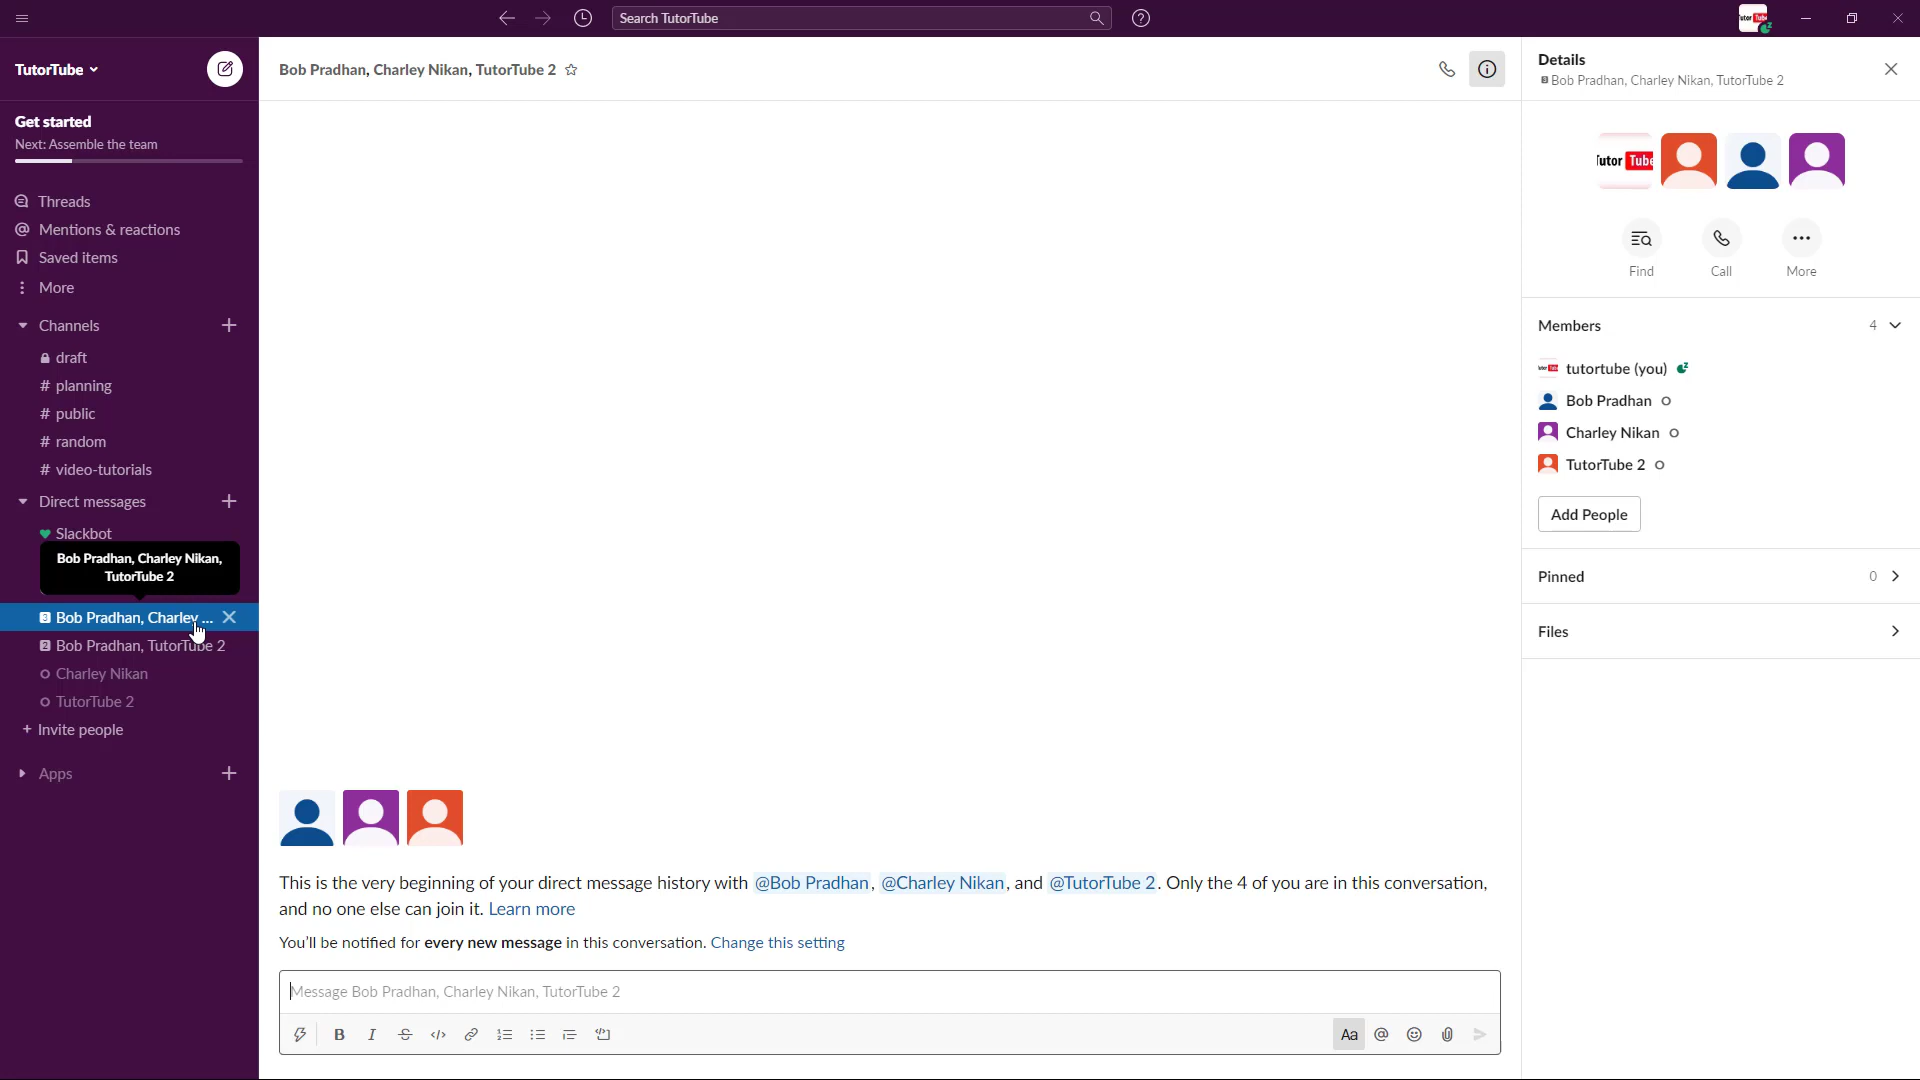 Search TutorTube
TutorTube
Get started
Next: Assemble the team
Threads
Mentions & reactions
Saved items
More
Channels
draft
# planning
# public
# random
# video-tutorials
Direct messages
Slackbot
Bob Pradhan, Charley Nikan,
TutorTube 2
3 Bob Pradhan, Charley ...
2 Bob Pradhan, TutorTube 2
Charley Nikan
TutorTube 2
+ Invite people
Apps
Bob Pradhan, Charley Nikan, TutorTube 2
This is the very beginning of your direct message history with @Bob Pradhan, @Charley Nikan, and @TutorTube 2. Only the 4 of you are in this conversation,
and no one else can join it. Learn more
You'll be notified for every new message in this conversation. Change this setting
Message Bob Pradhan, Charley Nikan, TutorTube 2
B I S
Aa @
Details
Bob Pradhan, Charley Nikan, TutorTube 2
Tutor Tube
Find Call More
Members 4
tutortube (you)
Bob Pradhan
Charley Nikan
TutorTube 2
Add People
Pinned 0
Files